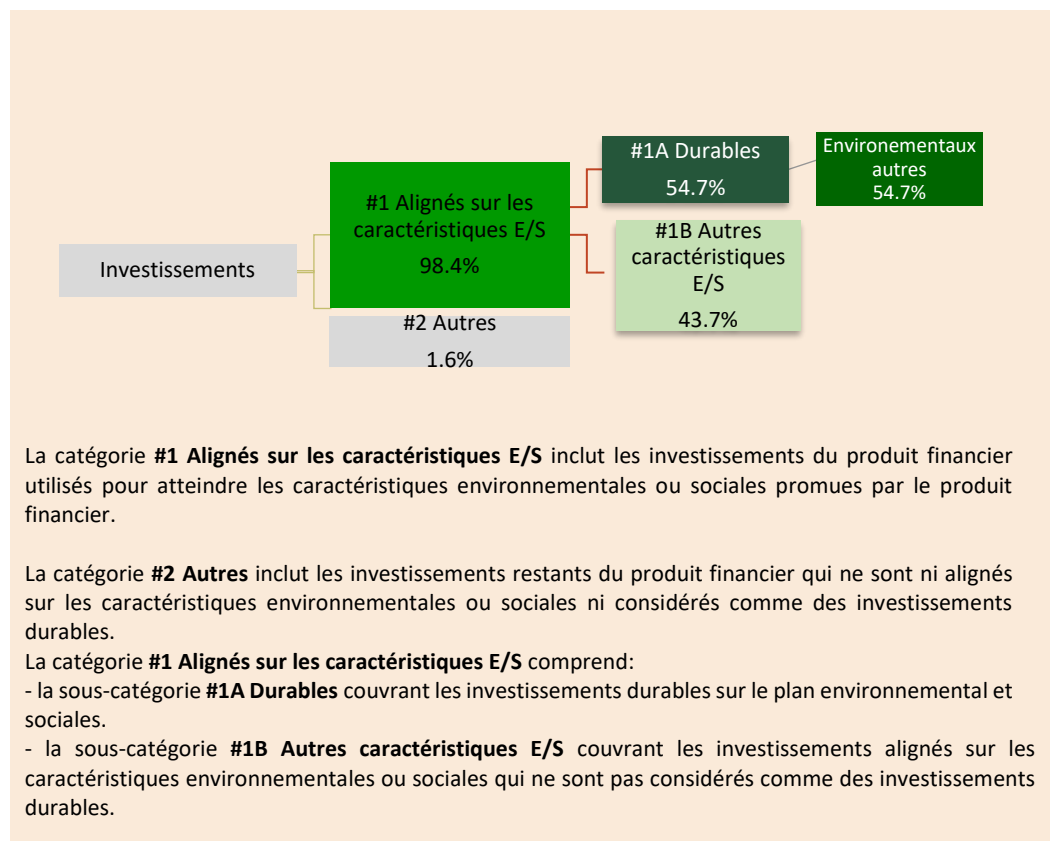 #1A Durables
54.7%
Environementaux
autres
54.7%
#1 Alignés sur les
caractéristiques E/S
98.4%
#1B Autres
caractéristiques
E/S
43.7%
Investissements
#2 Autres
1.6%
La catégorie #1 Alignés sur les caractéristiques E/S inclut les investissements du produit financier
utilisés pour atteindre les caractéristiques environnementales ou sociales promues par le produit
financier.
La catégorie #2 Autres inclut les investissements restants du produit financier qui ne sont ni alignés
sur les caractéristiques environnementales ou sociales ni considérés comme des investissements
durables.
La catégorie #1 Alignés sur les caractéristiques E/S comprend:
- la sous-catégorie #1A Durables couvrant les investissements durables sur le plan environnemental et
sociales.
- la sous-catégorie #1B Autres caractéristiques E/S couvrant les investissements alignés sur les
caractéristiques environnementales ou sociales qui ne sont pas considérés comme des investissements
durables.